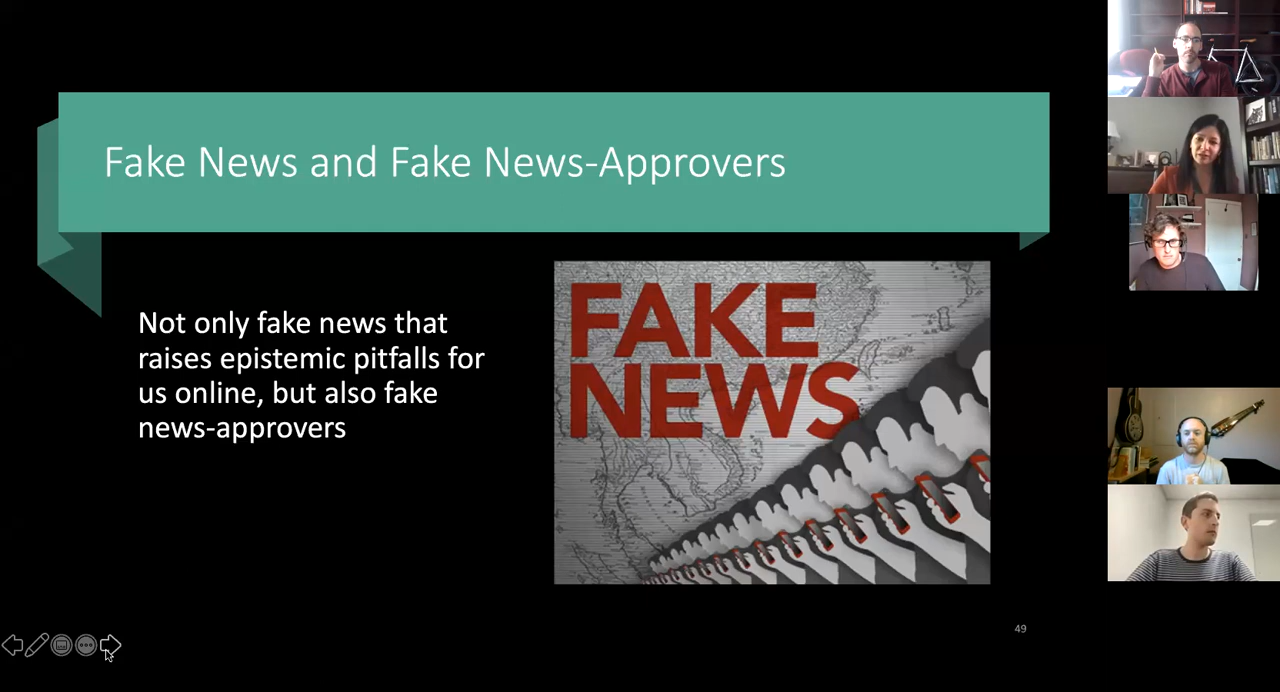 Fake News and Fake News-Approvers
Not only fake news that
raises epistemic pitfalls for
us online, but also fake
news-approvers
FAKE
NEWS
49